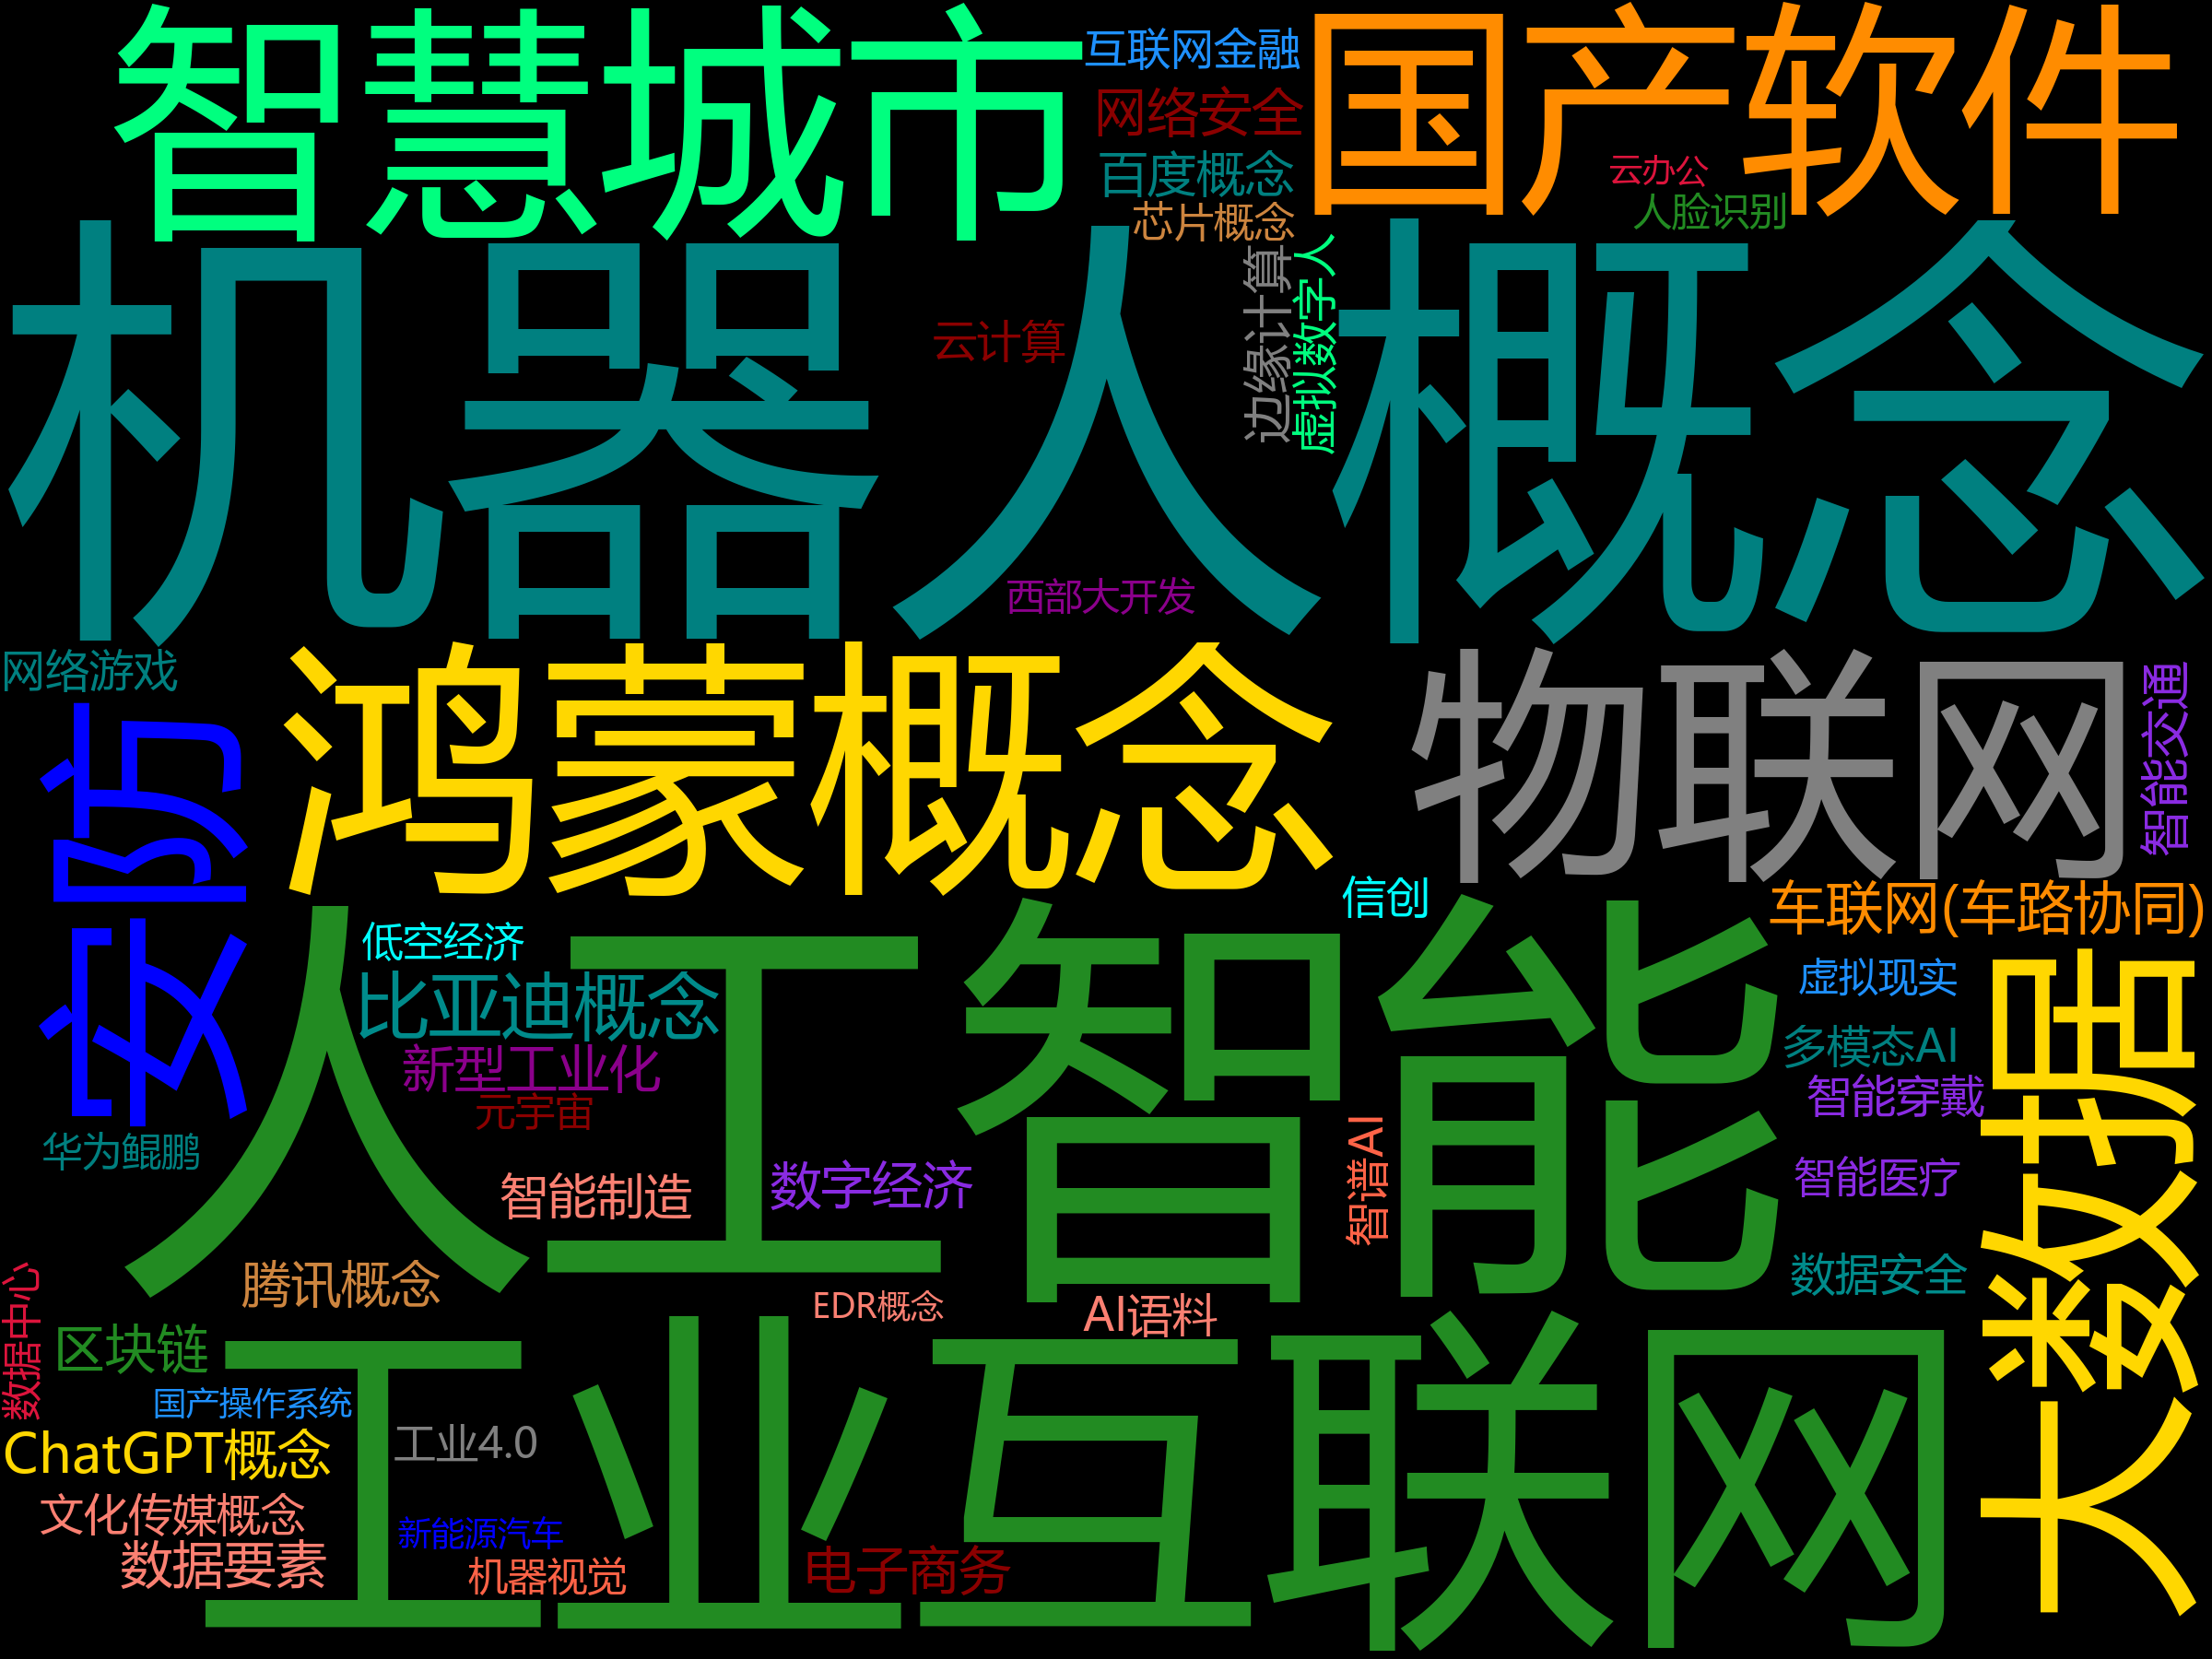 智慧城市
互联网金融
国产软件
网络安全
百度概念
云办公
人脸识别
芯片概念
机器人概念
边缘计算
虚拟数字人
云计算
西部大开发
网络游戏
安防
鸿蒙概念
物联网
智能交通
信创
车联网(车路协同)
低空经济
人工智能
比亚迪概念
虚拟现实
大数据
新型工业化
多模态AI
元宇宙
智能穿戴
华为鲲鹏
智谱AI
智能制造
数字经济
智能医疗
腾讯概念
数据安全
数据中心
EDR概念
AI语料
区块链
工业互联网
国产操作系统
ChatGPT概念
工业4.0
文化传媒概念
新能源汽车
数据要素
机器视觉
电子商务